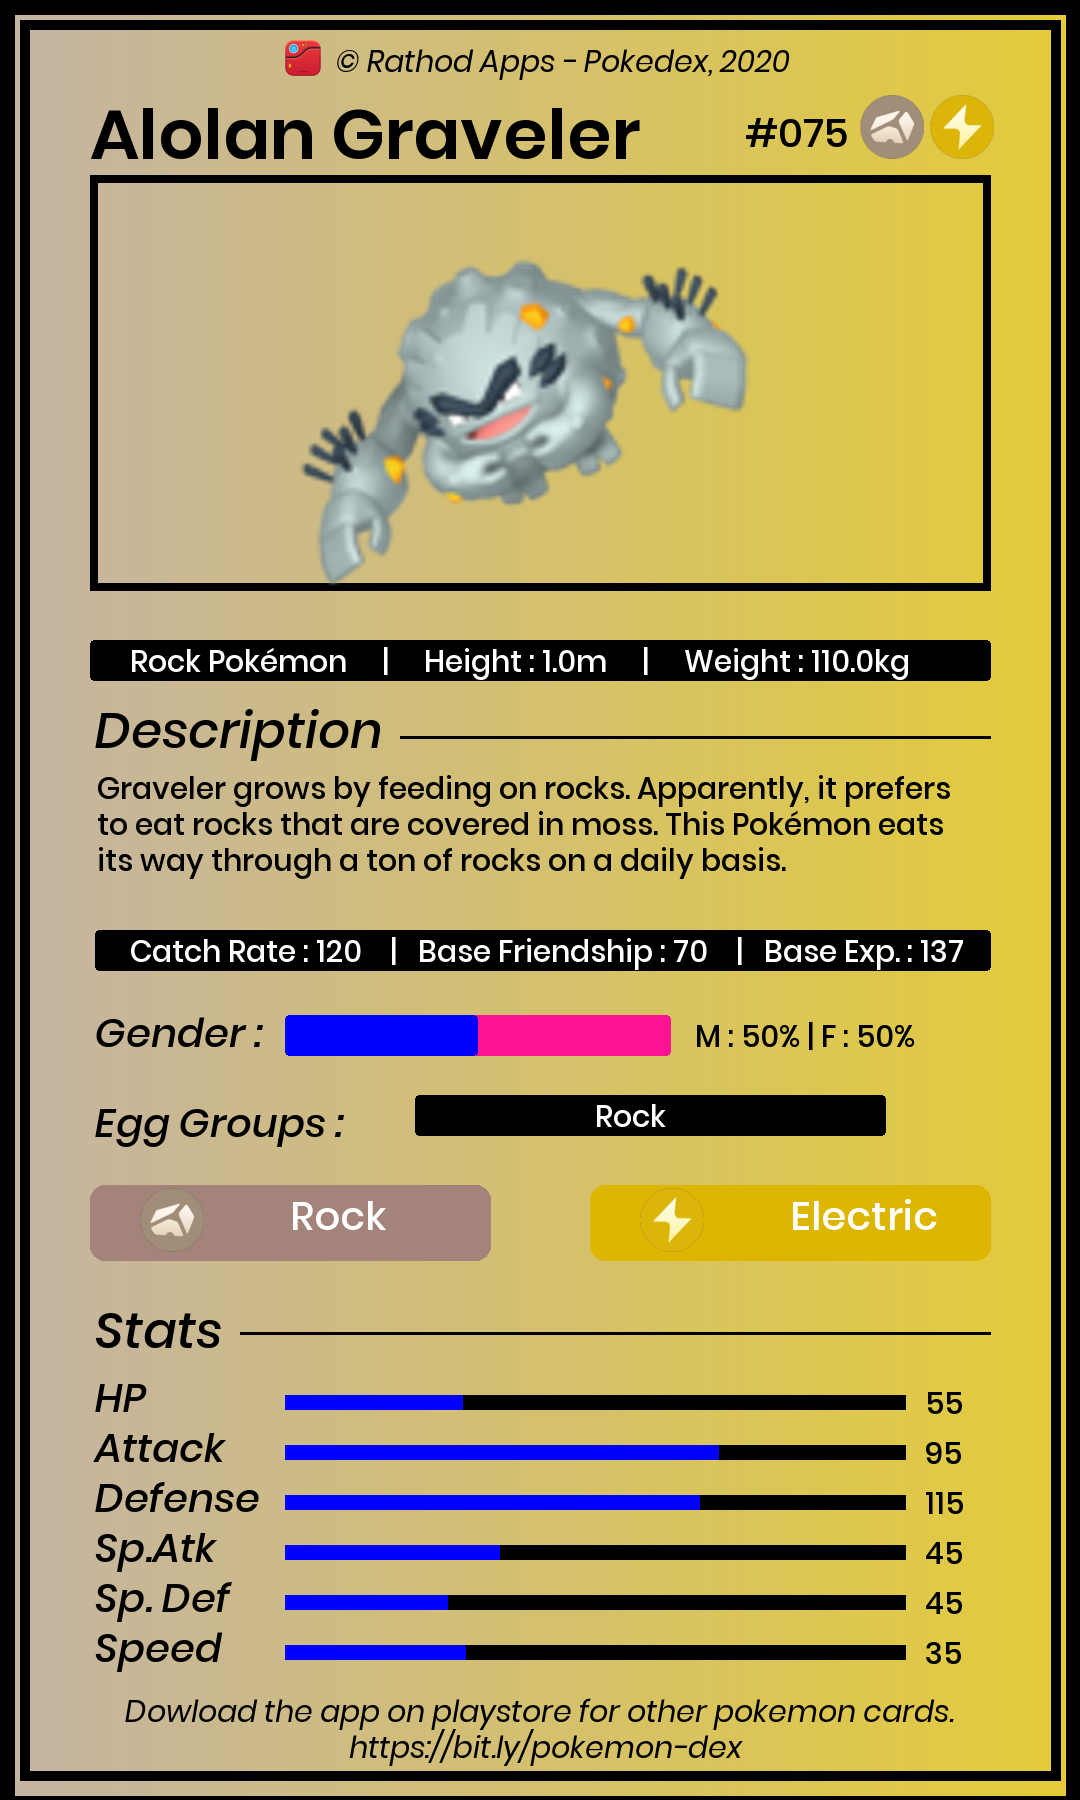 © Rathod Apps - Pokedex, 2020
Alolan Graveler #075
Rock Pokémon | Height : 1.0m | Weight : 110.0kg
Description
Graveler grows by feeding on rocks. Apparently, it prefers
to eat rocks that are covered in moss. This Pokémon eats
its way through a ton of rocks on a daily basis.
Catch Rate : 120 | Base Friendship : 70 | Base Exp. : 137
Gender : M : 50% | F : 50%
Egg Groups : Rock
Rock Electric
Stats
HP 55
Attack 95
Defense 115
Sp.Atk 45
Sp. Def 45
Speed 35
Dowload the app on playstore for other pokemon cards.
https://bit.ly/pokemon-dex